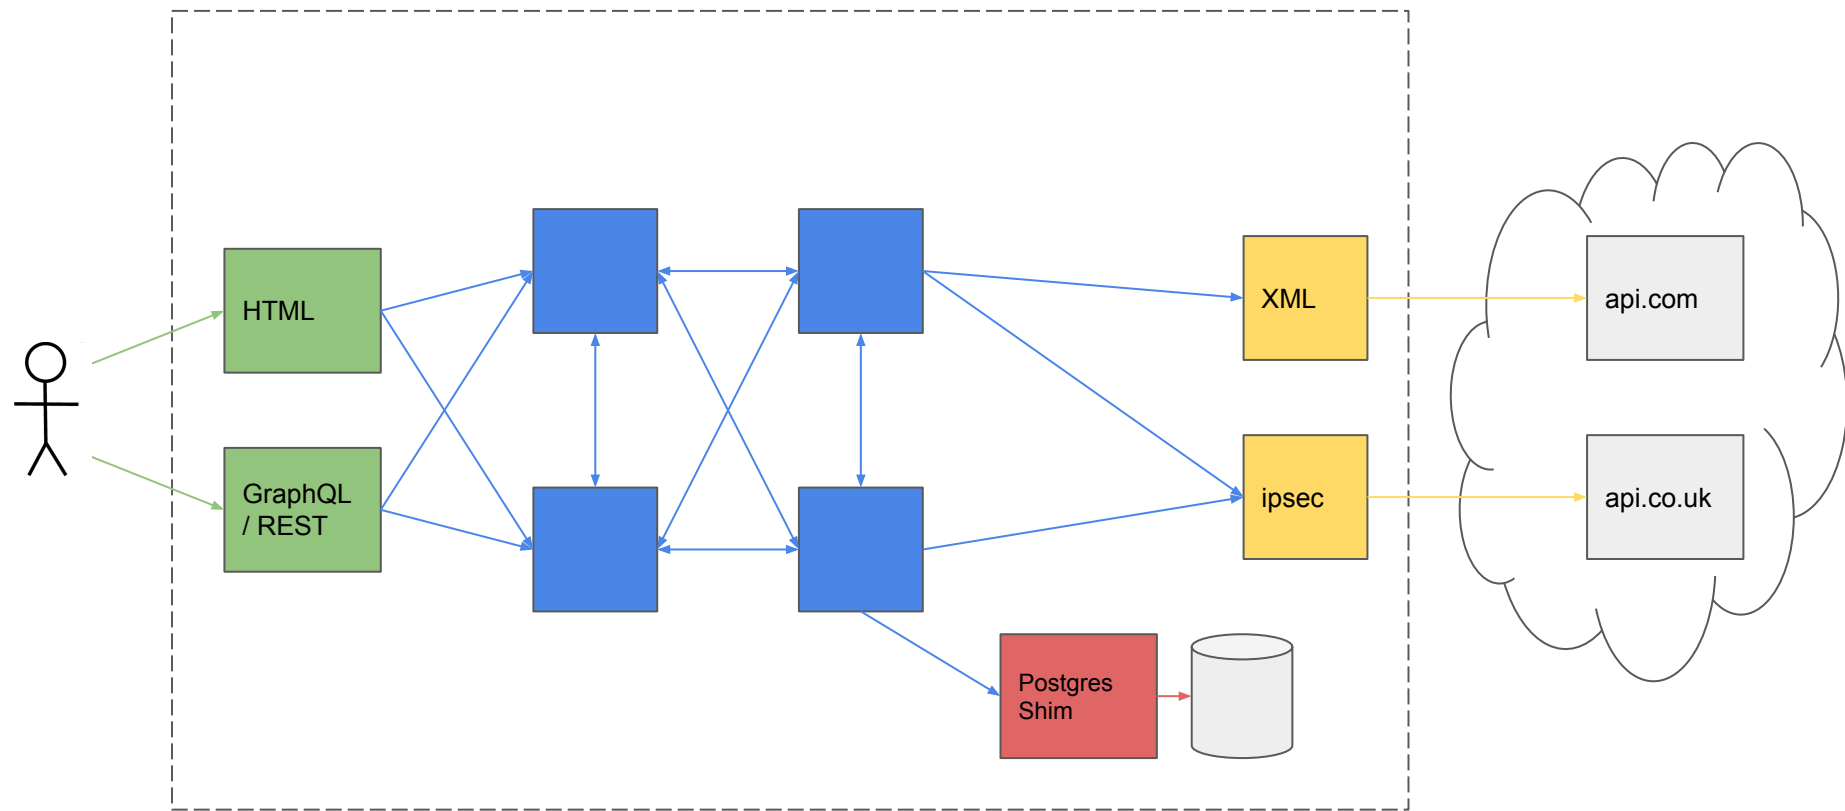 HTML
XML
api.com
GraphQL
/ REST
ipsec
api.co.uk
Postgres
Shim